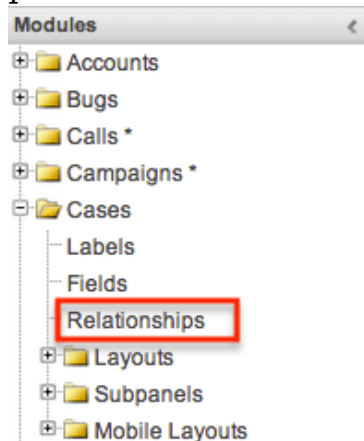 Modules
Accounts
Bugs
Calls *
Campaigns *
Cases
Labels
Fields
Relationships
Layouts
Subpanels
Mobile Layouts